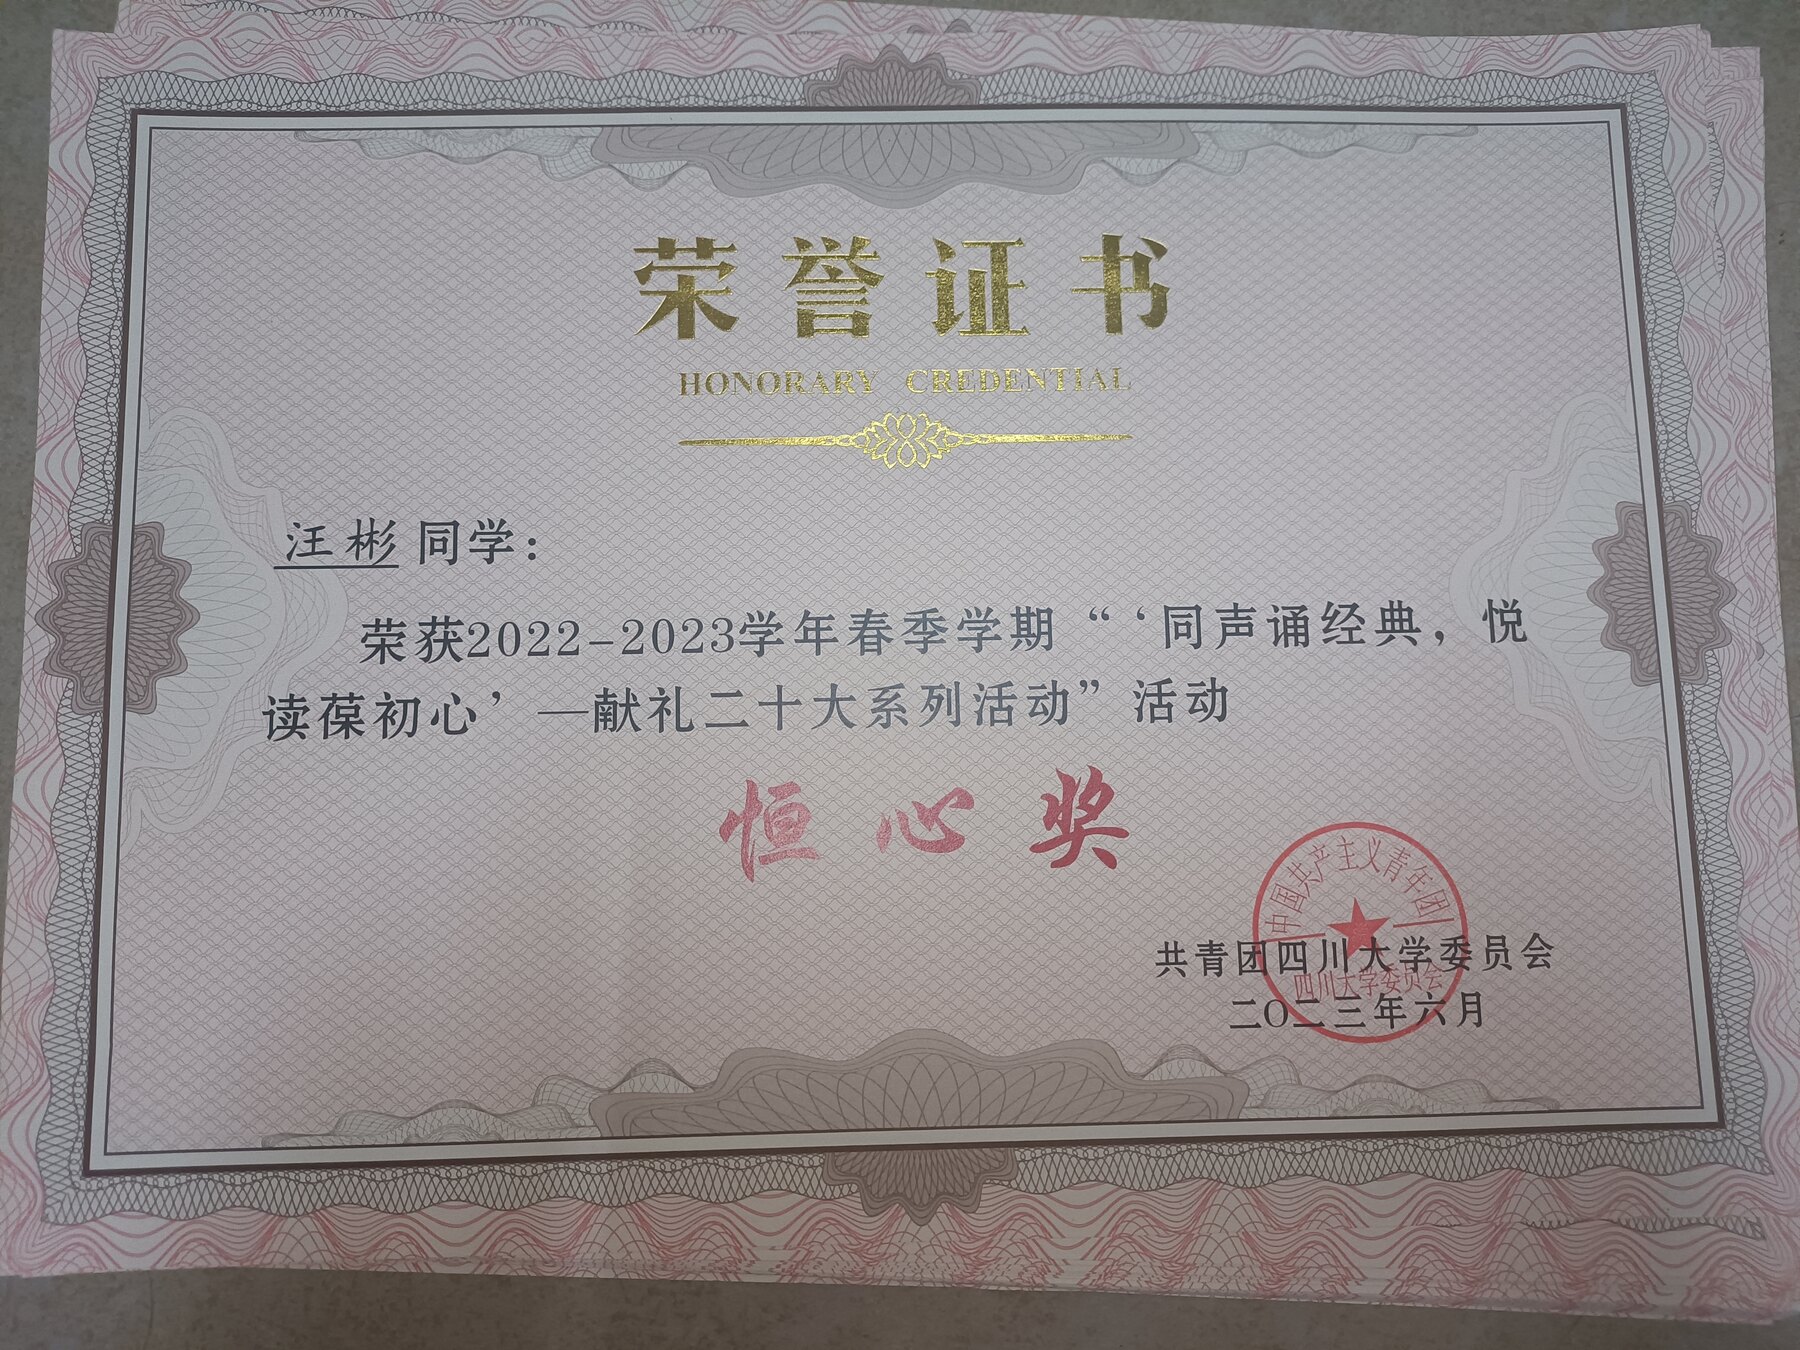 荣誉证书
HONORARY CREDENTIAL
汪彬同学：
荣获2022-2023学年春季学期“‘同声诵经典，悦
读葆初心’—献礼二十大系列活动”活动
恒心奖
中国共产主义青年团
共青团四川大学委员会
四川大学委员会
二〇二三年六月